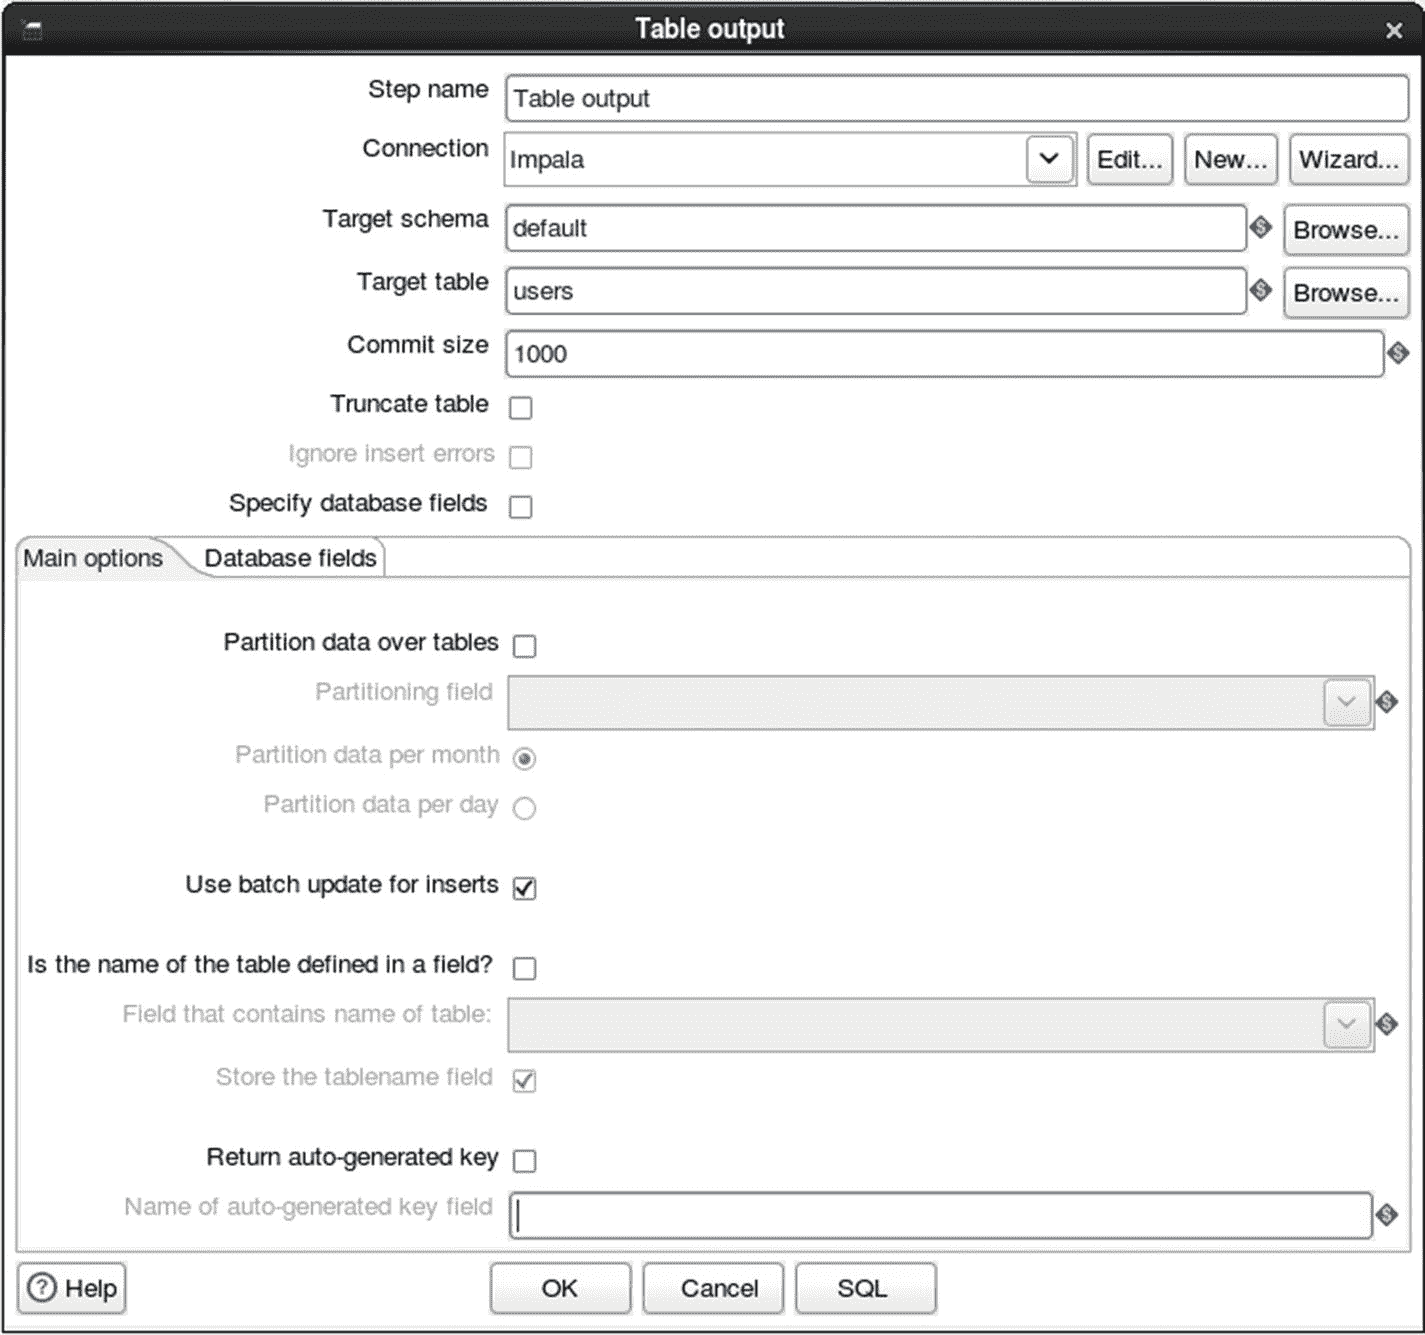 Table output
Step name Table output
Connection Impala Edit... New... Wizard...
Target schema default $ Browse...
Target table users $ Browse...
Commit size 1000 $
Truncate table
Ignore insert errors
Specify database fields
Main options Database fields
Partition data over tables
Partitioning field $
Partition data per month
Partition data per day
Use batch update for inserts
Is the name of the table defined in a field?
Field that contains name of table: $
Store the tablename field
Return auto-generated key
Name of auto-generated key field $
? Help OK Cancel SQL